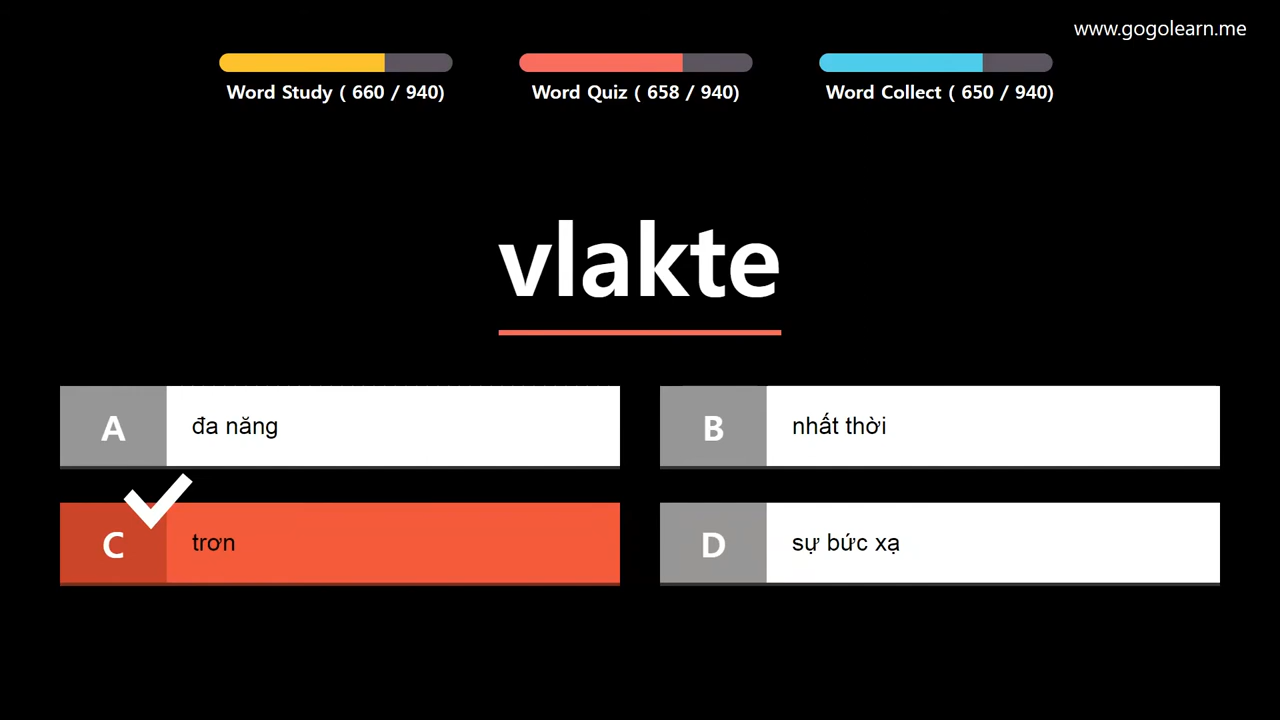 www.gogolearn.me
Word Study ( 660 / 940)
Word Quiz ( 658 / 940)
Word Collect ( 650 / 940)
vlakte
A đa năng
B nhất thời
C trơn
D sự bức xạ